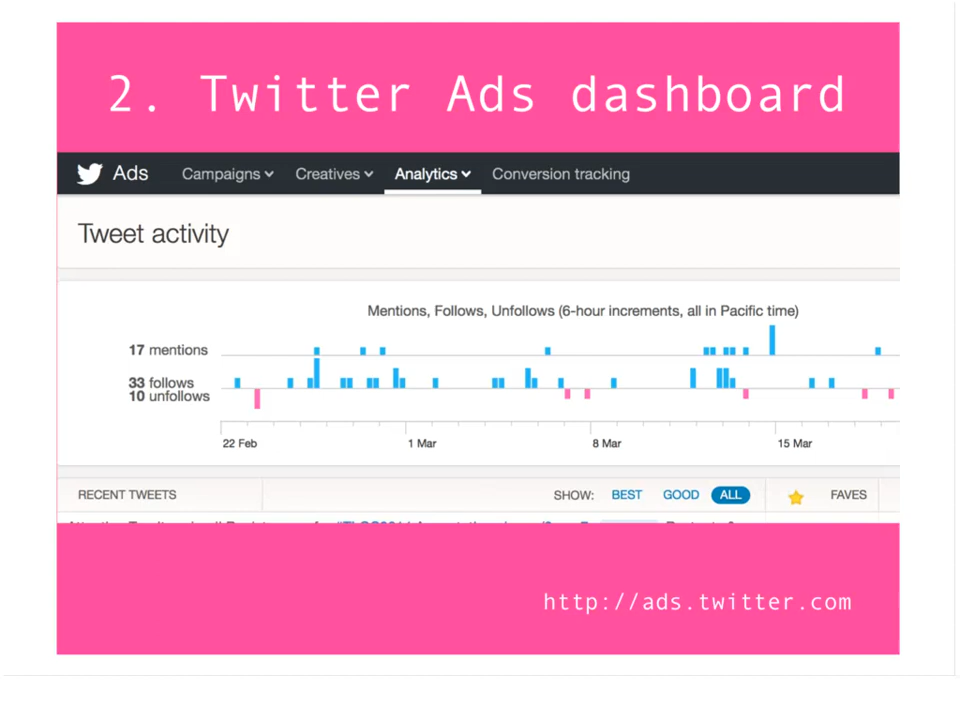 2. Twitter Ads dashboard
Ads Campaigns Creatives Analytics Conversion tracking
Tweet activity
Mentions, Follows, Unfollows (6-hour increments, all in Pacific time)
17 mentions
33 follows
10 unfollows
22 Feb 1 Mar 8 Mar 15 Mar
RECENT TWEETS SHOW: BEST GOOD ALL FAVES
http://ads.twitter.com